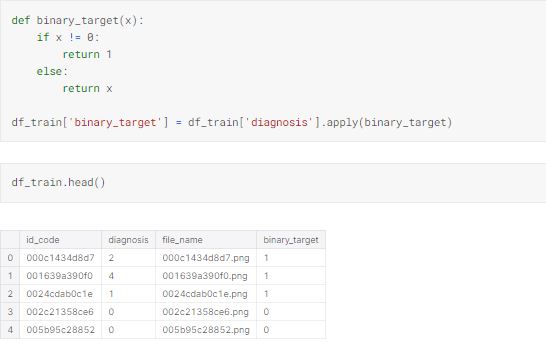 def binary_target(x):
    if x != 0:
        return 1
    else:
        return x
df_train['binary_target'] = df_train['diagnosis'].apply(binary_target)
df_train.head()
id_code diagnosis file_name binary_target
0 000c1434d8d7 2 000c1434d8d7.png 1
1 001639a390f0 4 001639a390f0.png 1
2 0024cdab0c1e 1 0024cdab0c1e.png 1
3 002c21358ce6 0 002c21358ce6.png 0
4 005b95c28852 0 005b95c28852.png 0